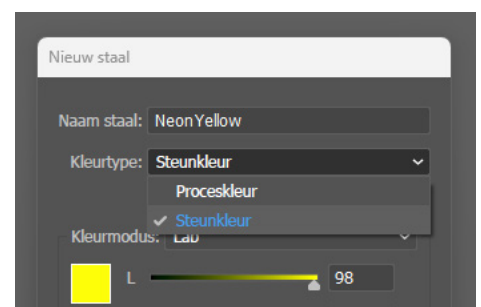 Nieuw staal
Naam staal: NeonYellow
Kleurtype: Steunkleur
Proceskleur
Steunkleur
Kleurmodus: Lab
L 98